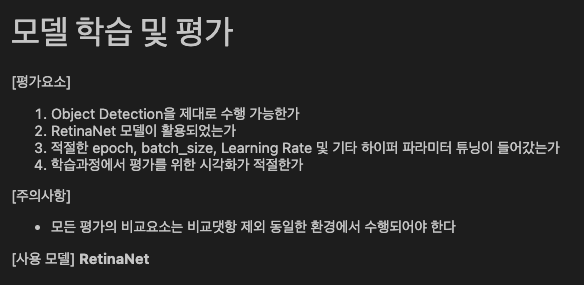 모델 학습 및 평가
[평가요소]
1. Object Detection을 제대로 수행 가능한가
2. RetinaNet 모델이 활용되었는가
3. 적절한 epoch, batch_size, Learning Rate 및 기타 하이퍼 파라미터 튜닝이 들어갔는가
4. 학습과정에서 평가를 위한 시각화가 적절한가
[주의사항]
• 모든 평가의 비교요소는 비교댓항 제외 동일한 환경에서 수행되어야 한다
[사용 모델] RetinaNet